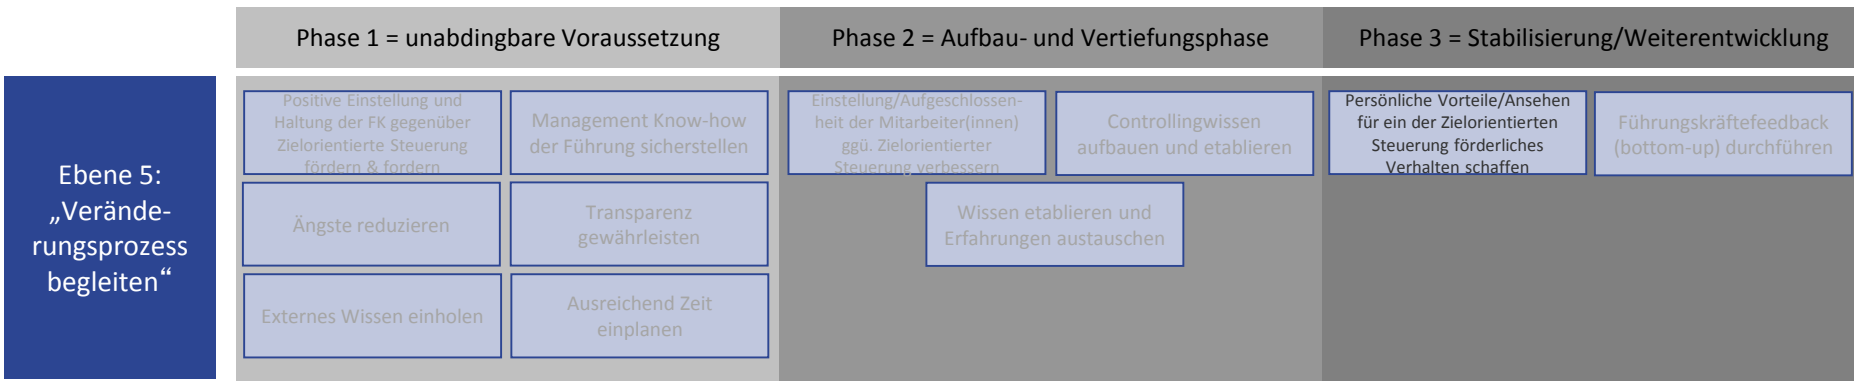 Phase 1 = unabdingbare Voraussetzung
Phase 2 = Aufbau- und Vertiefungsphase
Phase 3 = Stabilisierung/Weiterentwicklung
Ebene 5:
„Verände-
rungsprozess
begleiten“
Positive Einstellung und
Haltung der FK gegenüber
Zielorientierte Steuerung
fördern & fordern
Management Know-how
der Führung sicherstellen
Ängste reduzieren
Transparenz
gewährleisten
Externes Wissen einholen
Ausreichend Zeit
einplanen
Einstellung/Aufgeschlossen-
heit der Mitarbeiter(innen)
ggü. Zielorientierter
Steuerung verbessern
Controllingwissen
aufbauen und etablieren
Wissen etablieren und
Erfahrungen austauschen
Persönliche Vorteile/Ansehen
für ein der Zielorientierten
Steuerung förderliches
Verhalten schaffen
Führungskräftefeedback
(bottom-up) durchführen